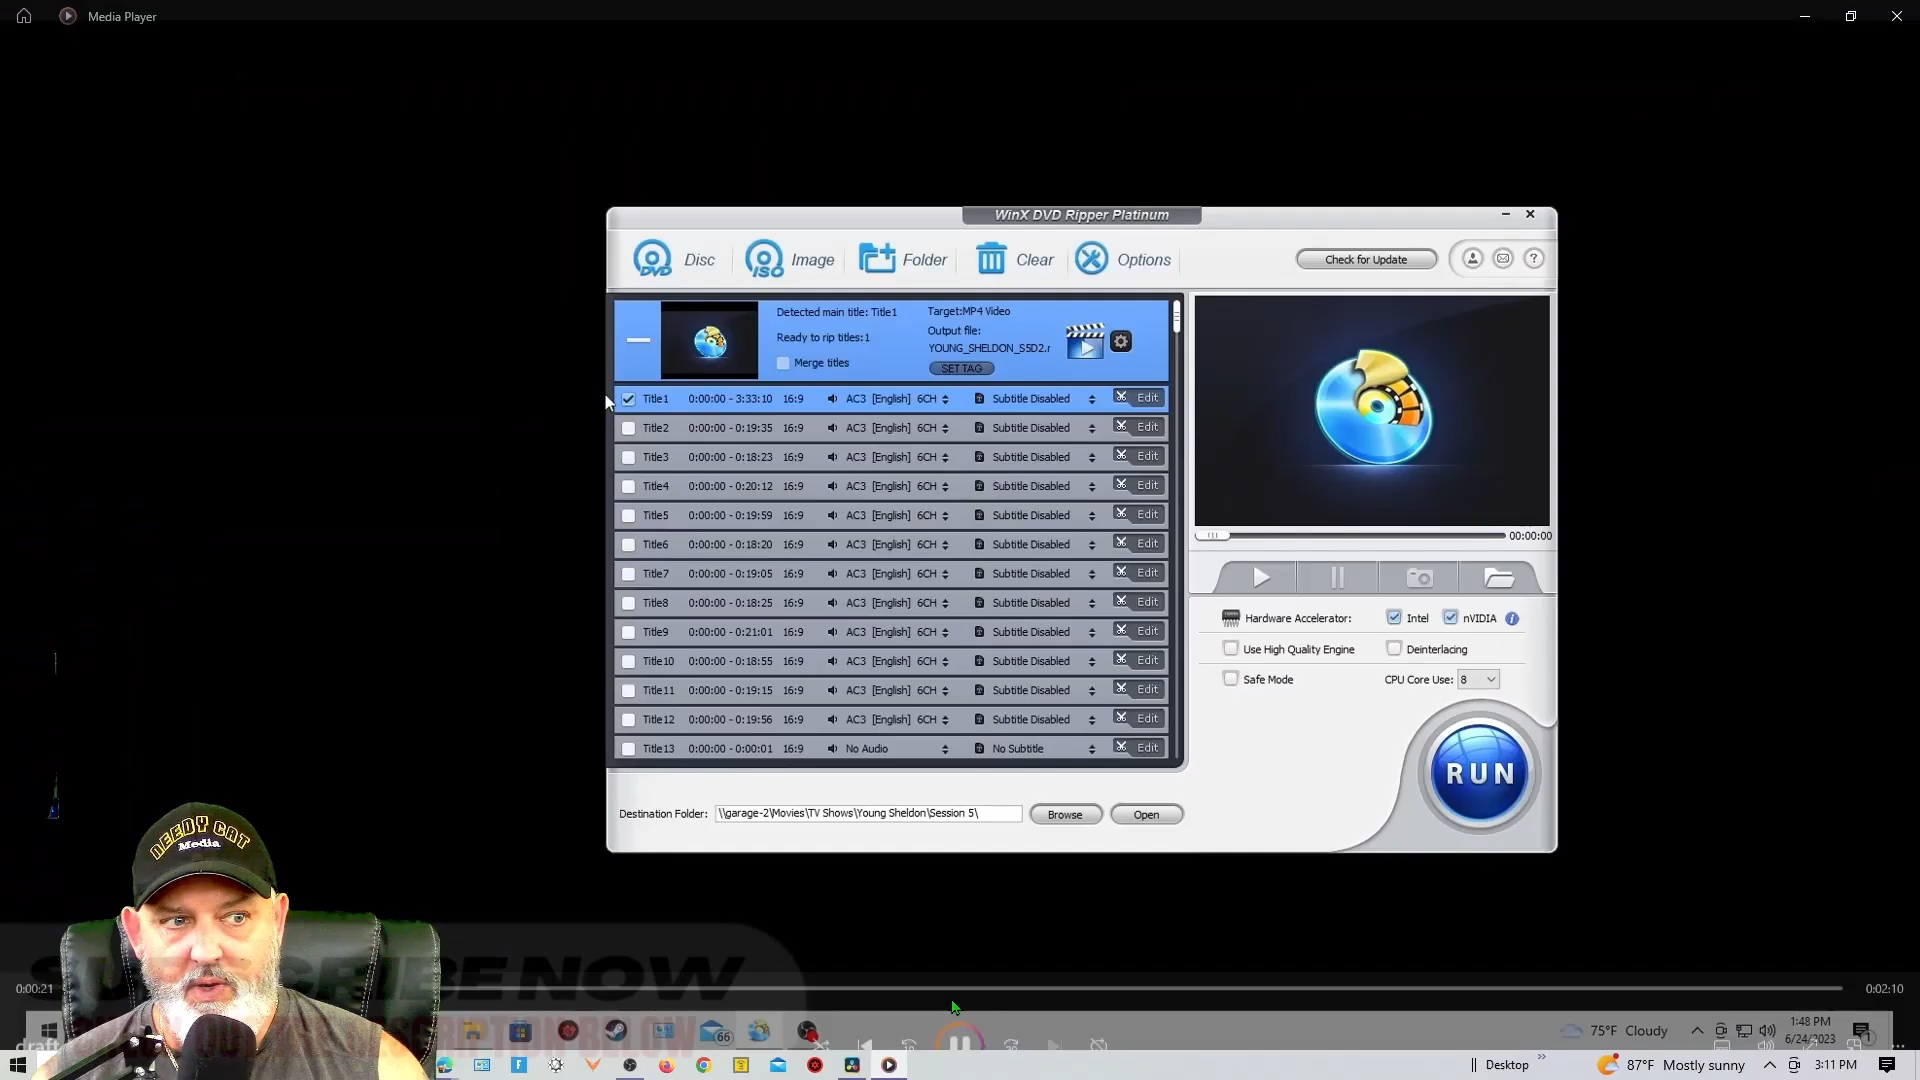 Media Player
WinX DVD Ripper Platinum
DVD Disc ISO Image Folder Clear Options Check for Update ?
Detected main title: Title1 Target:MP4 Video
Ready to rip titles:1 Output file:
YOUNG_SHELDON_S5D2.r
Merge titles SET TAG
Title1 0:00:00 - 3:33:10 16:9 AC3 [English] 6CH Subtitle Disabled Edit
Title2 0:00:00 - 0:19:35 16:9 AC3 [English] 6CH Subtitle Disabled Edit
Title3 0:00:00 - 0:18:23 16:9 AC3 [English] 6CH Subtitle Disabled Edit
Title4 0:00:00 - 0:20:12 16:9 AC3 [English] 6CH Subtitle Disabled Edit
Title5 0:00:00 - 0:19:59 16:9 AC3 [English] 6CH Subtitle Disabled Edit
Title6 0:00:00 - 0:18:20 16:9 AC3 [English] 6CH Subtitle Disabled Edit
Title7 0:00:00 - 0:19:05 16:9 AC3 [English] 6CH Subtitle Disabled Edit
Title8 0:00:00 - 0:18:25 16:9 AC3 [English] 6CH Subtitle Disabled Edit
Title9 0:00:00 - 0:21:01 16:9 AC3 [English] 6CH Subtitle Disabled Edit
Title10 0:00:00 - 0:18:55 16:9 AC3 [English] 6CH Subtitle Disabled Edit
Title11 0:00:00 - 0:19:15 16:9 AC3 [English] 6CH Subtitle Disabled Edit
Title12 0:00:00 - 0:19:56 16:9 AC3 [English] 6CH Subtitle Disabled Edit
Title13 0:00:00 - 0:00:01 16:9 No Audio No Subtitle Edit
00:00:00
Hardware Accelerator: Intel nVIDIA
Use High Quality Engine Deinterlacing
Safe Mode CPU Core Use: 8
RUN
Destination Folder: \\garage-2\Movies\TV Shows\Young Sheldon\Session 5\ Browse Open
NEEDY CAT
Media
NOW
0:00:21 0:02:10
66 75°F Cloudy 1:48 PM
6/24/2023
draft
Desktop 87°F Mostly sunny 3:11 PM